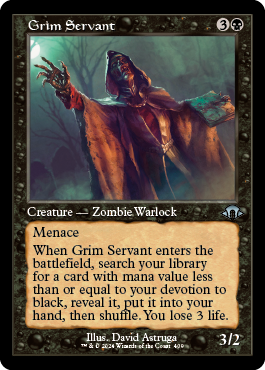 Grim Servant 3
Creature — Zombie Warlock
Menace
When Grim Servant enters the
battlefield, search your library
for a card with mana value less
than or equal to your devotion to
black, reveal it, put it into your
hand, then shuffle. You lose 3 life.
Illus. David Astruga
™ & © 2024 Wizards of the Coast 409
3/2